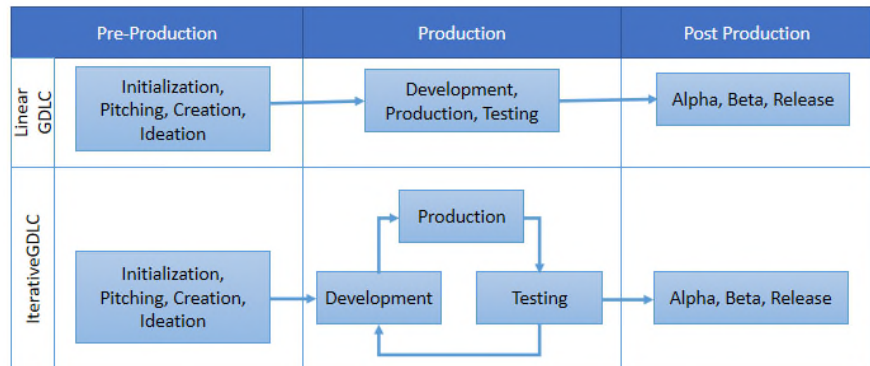 Pre-Production
Production
Post Production
Linear
GDLC
Initialization,
Pitching, Creation,
Ideation
Development,
Production, Testing
Alpha, Beta, Release
IterativeGDLC
Initialization,
Pitching, Creation,
Ideation
Production
Development
Testing
Alpha, Beta, Release